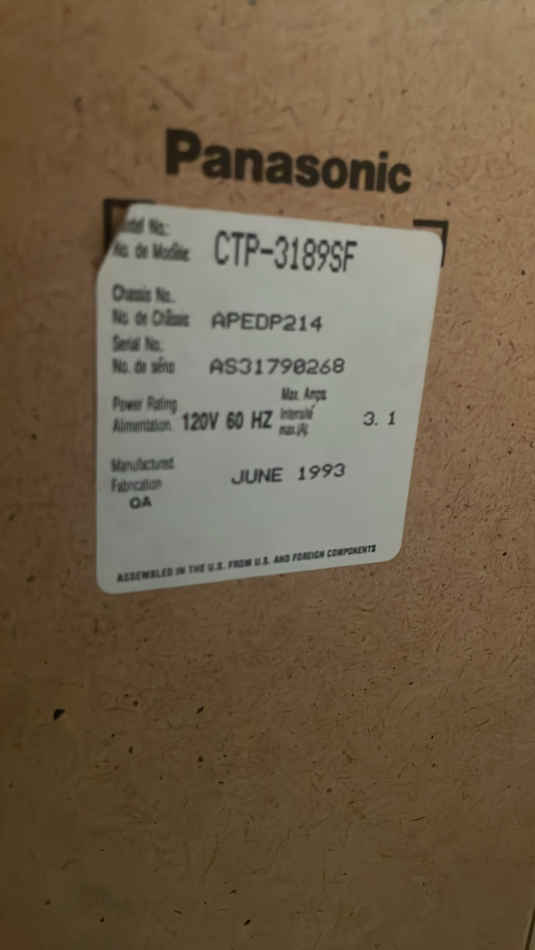 Panasonic
Model No.:
No. de Modèle CTP-3189SF
Chassis No.
No. de Châssis APEDP214
Serial No.:
No. de série AS31790268
Power Rating Max. Amps
Alimentation 120V 60 HZ Intensité 3.1
max.(A)
Manufactured
Fabrication JUNE 1993
QA
ASSEMBLED IN THE U.S. FROM U.S. AND FOREIGN COMPONENTS